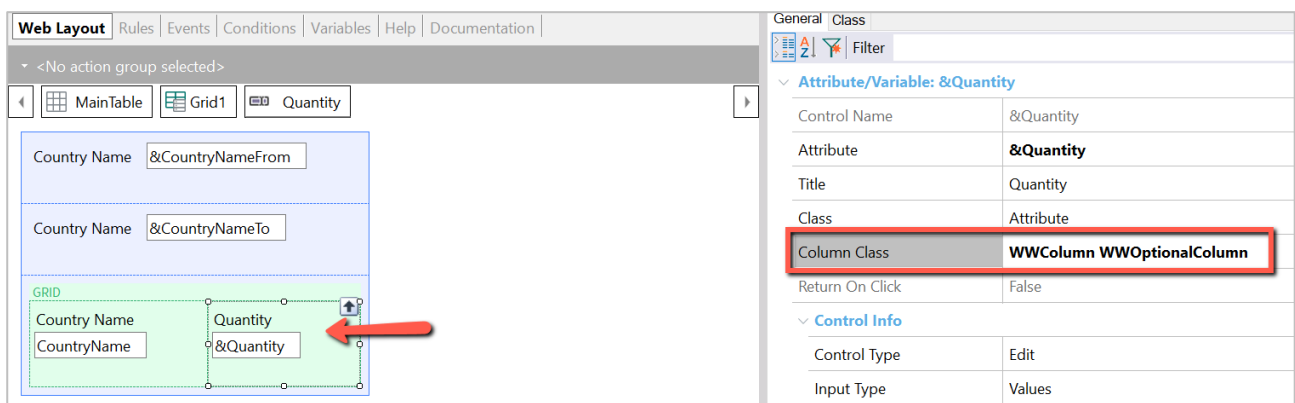 Web Layout Rules Events Conditions Variables Help Documentation
<No action group selected>
MainTable Grid1 Quantity
Country Name &CountryNameFrom
Country Name &CountryNameTo
GRID
Country Name Quantity
CountryName &Quantity
General Class
Filter
Attribute/Variable: &Quantity
Control Name &Quantity
Attribute &Quantity
Title Quantity
Class Attribute
Column Class WWColumn WWOptionalColumn
Return On Click False
Control Info
Control Type Edit
Input Type Values